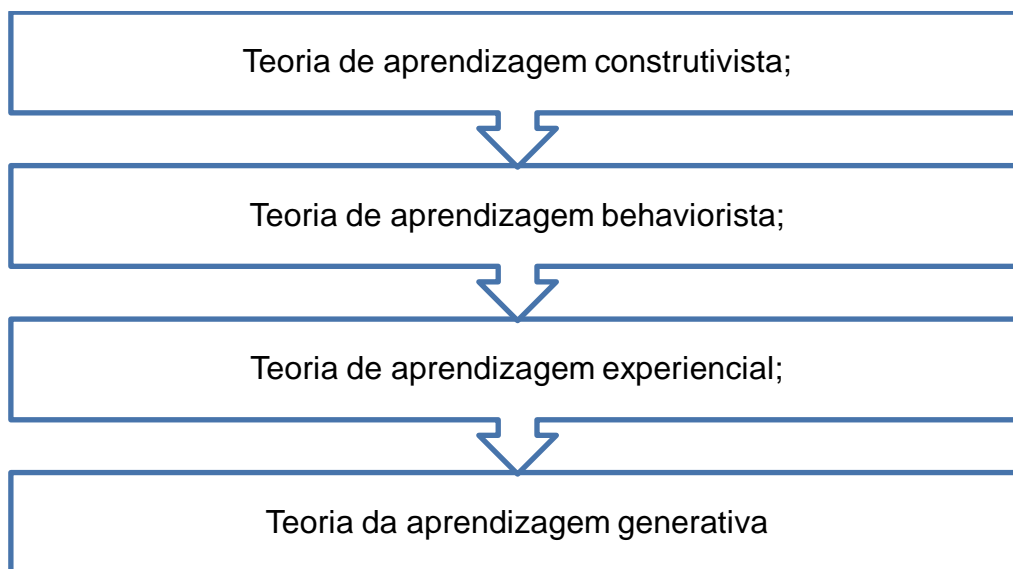 Teoria de aprendizagem construtivista;
Teoria de aprendizagem behaviorista;
Teoria de aprendizagem experiencial;
Teoria da aprendizagem generativa